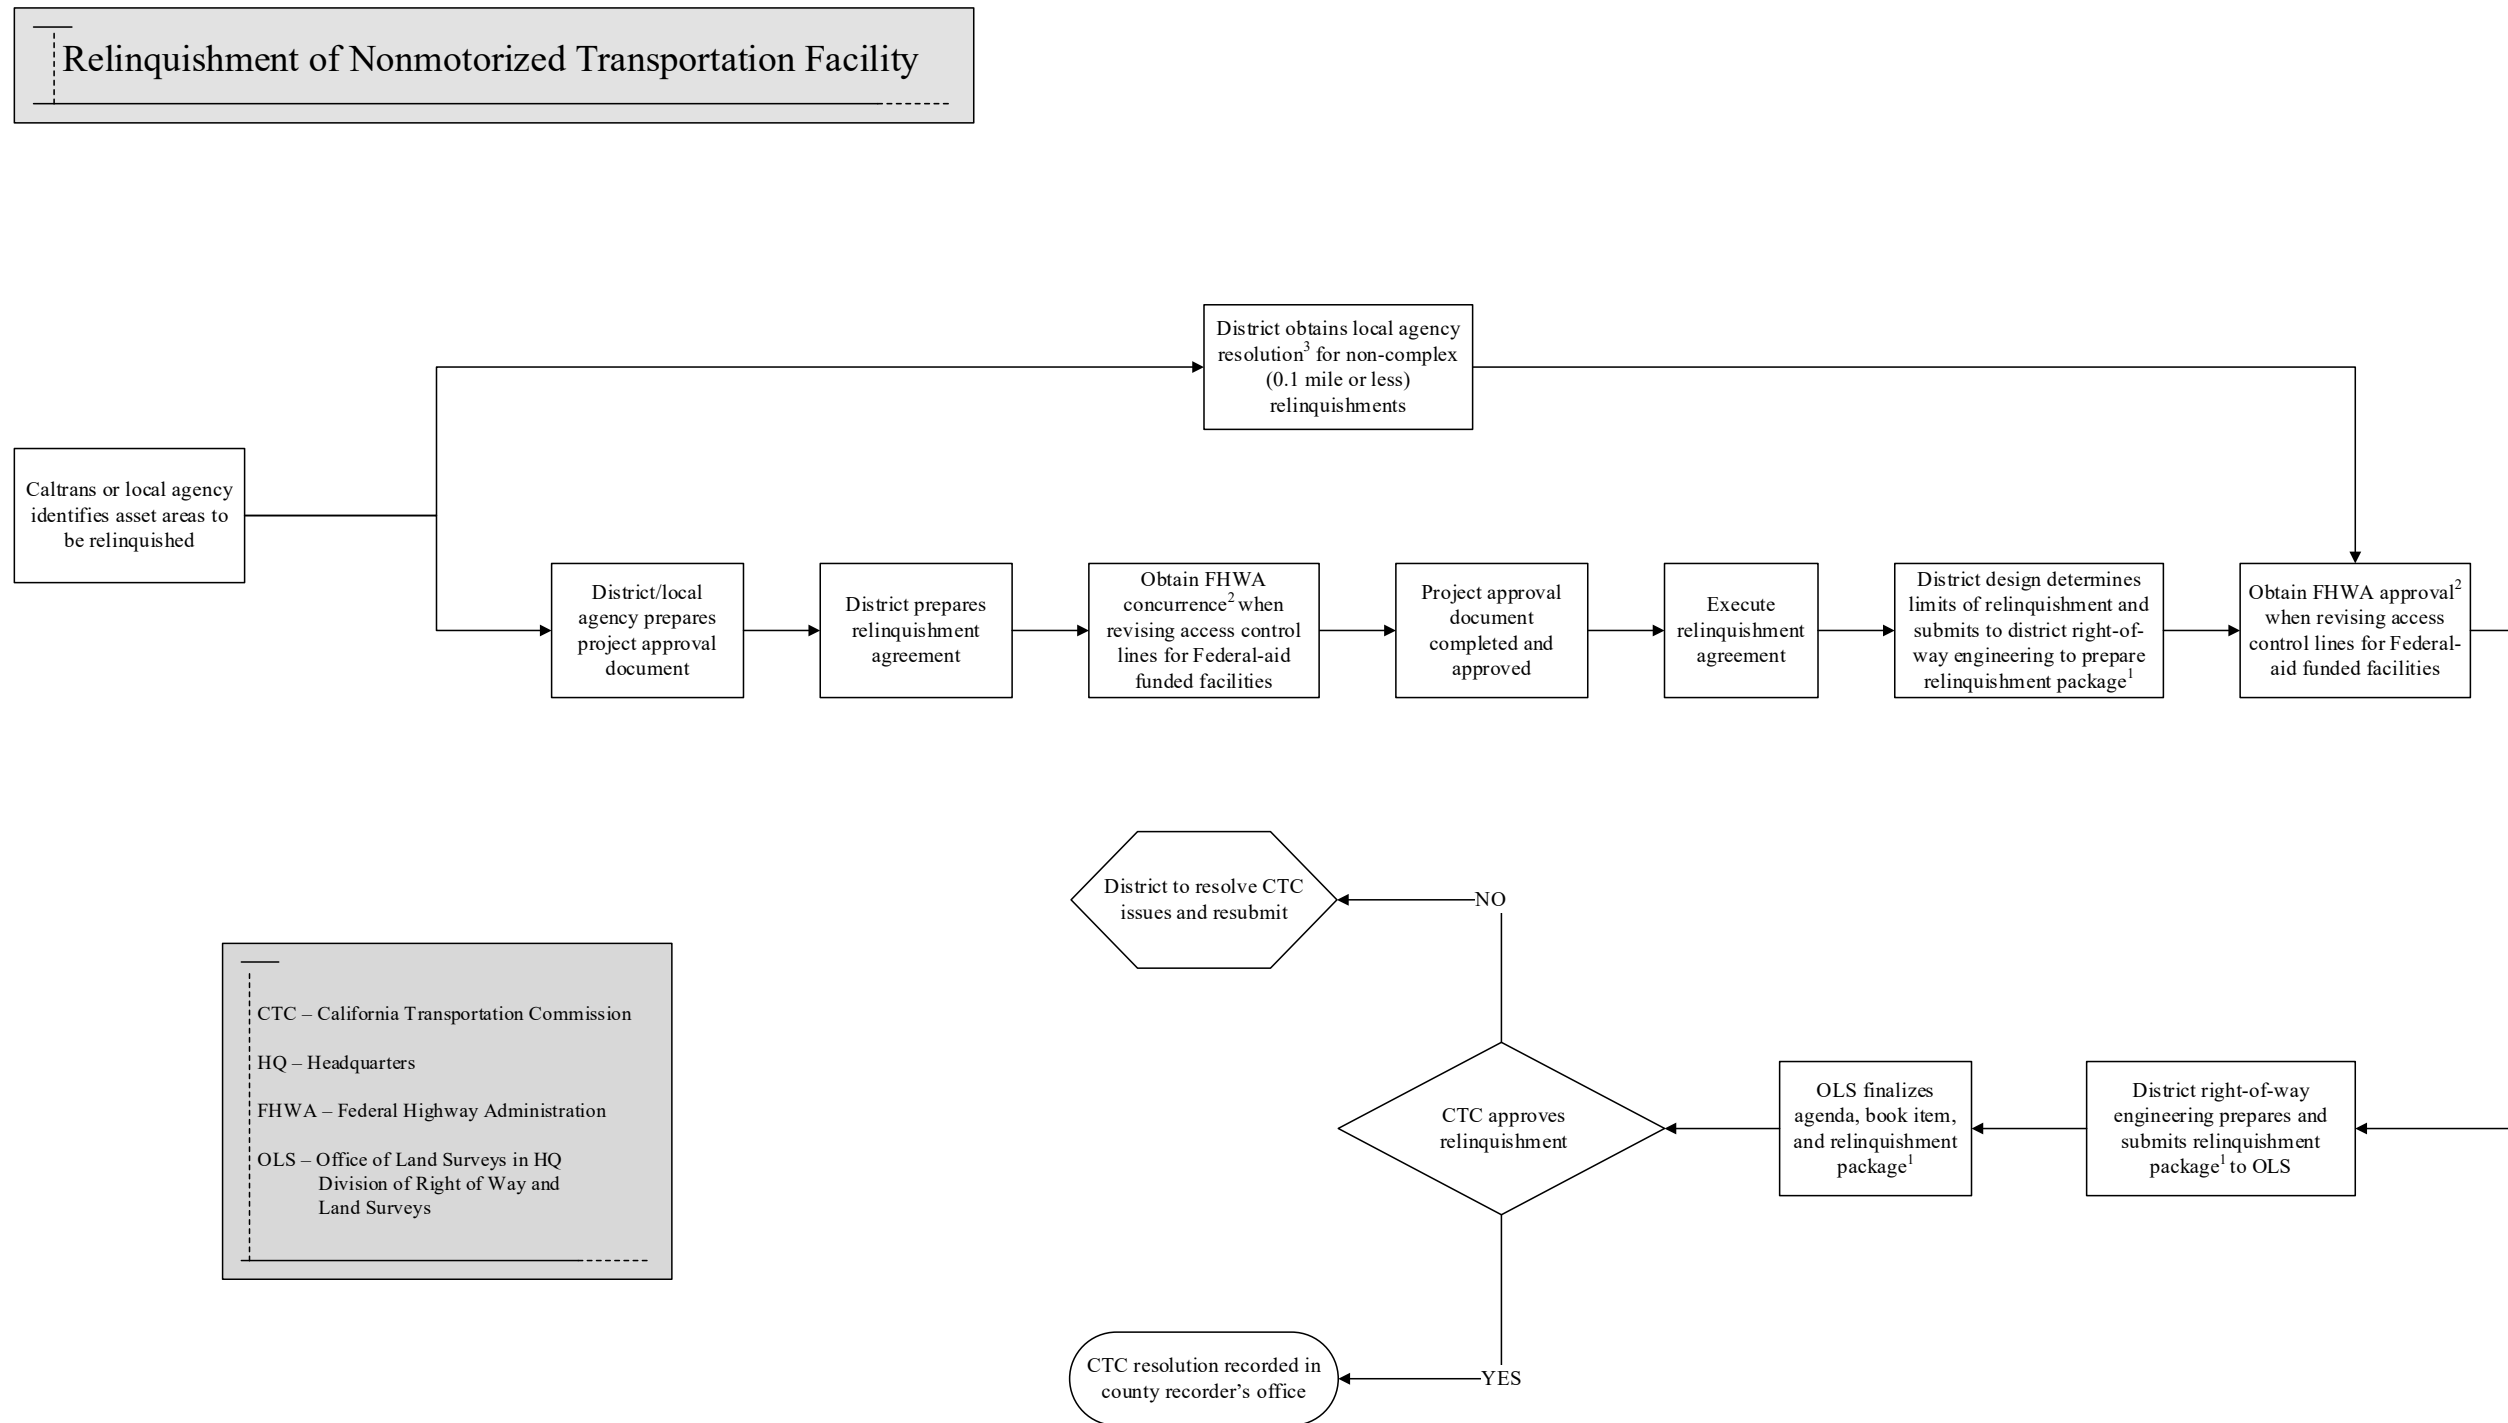 Relinquishment of Nonmotorized Transportation Facility
District obtains local agency
resolution3 for non-complex
(0.1 mile or less)
relinquishments
Caltrans or local agency
identifies asset areas to
be relinquished
District/local
agency prepares
project approval
document
District prepares
relinquishment
agreement
Obtain FHWA
concurrence2 when
revising access control
lines for Federal-aid
funded facilities
Project approval
document
completed and
approved
Execute
relinquishment
agreement
District design determines
limits of relinquishment and
submits to district right-of-
way engineering to prepare
relinquishment package1
Obtain FHWA approval2
when revising access
control lines for Federal-
aid funded facilities
District to resolve CTC
issues and resubmit
NO
CTC – California Transportation Commission
HQ – Headquarters
FHWA – Federal Highway Administration
OLS – Office of Land Surveys in HQ
Division of Right of Way and
Land Surveys
CTC approves
relinquishment
OLS finalizes
agenda, book item,
and relinquishment
package1
District right-of-way
engineering prepares and
submits relinquishment
package1 to OLS
CTC resolution recorded in
county recorder’s office
YES